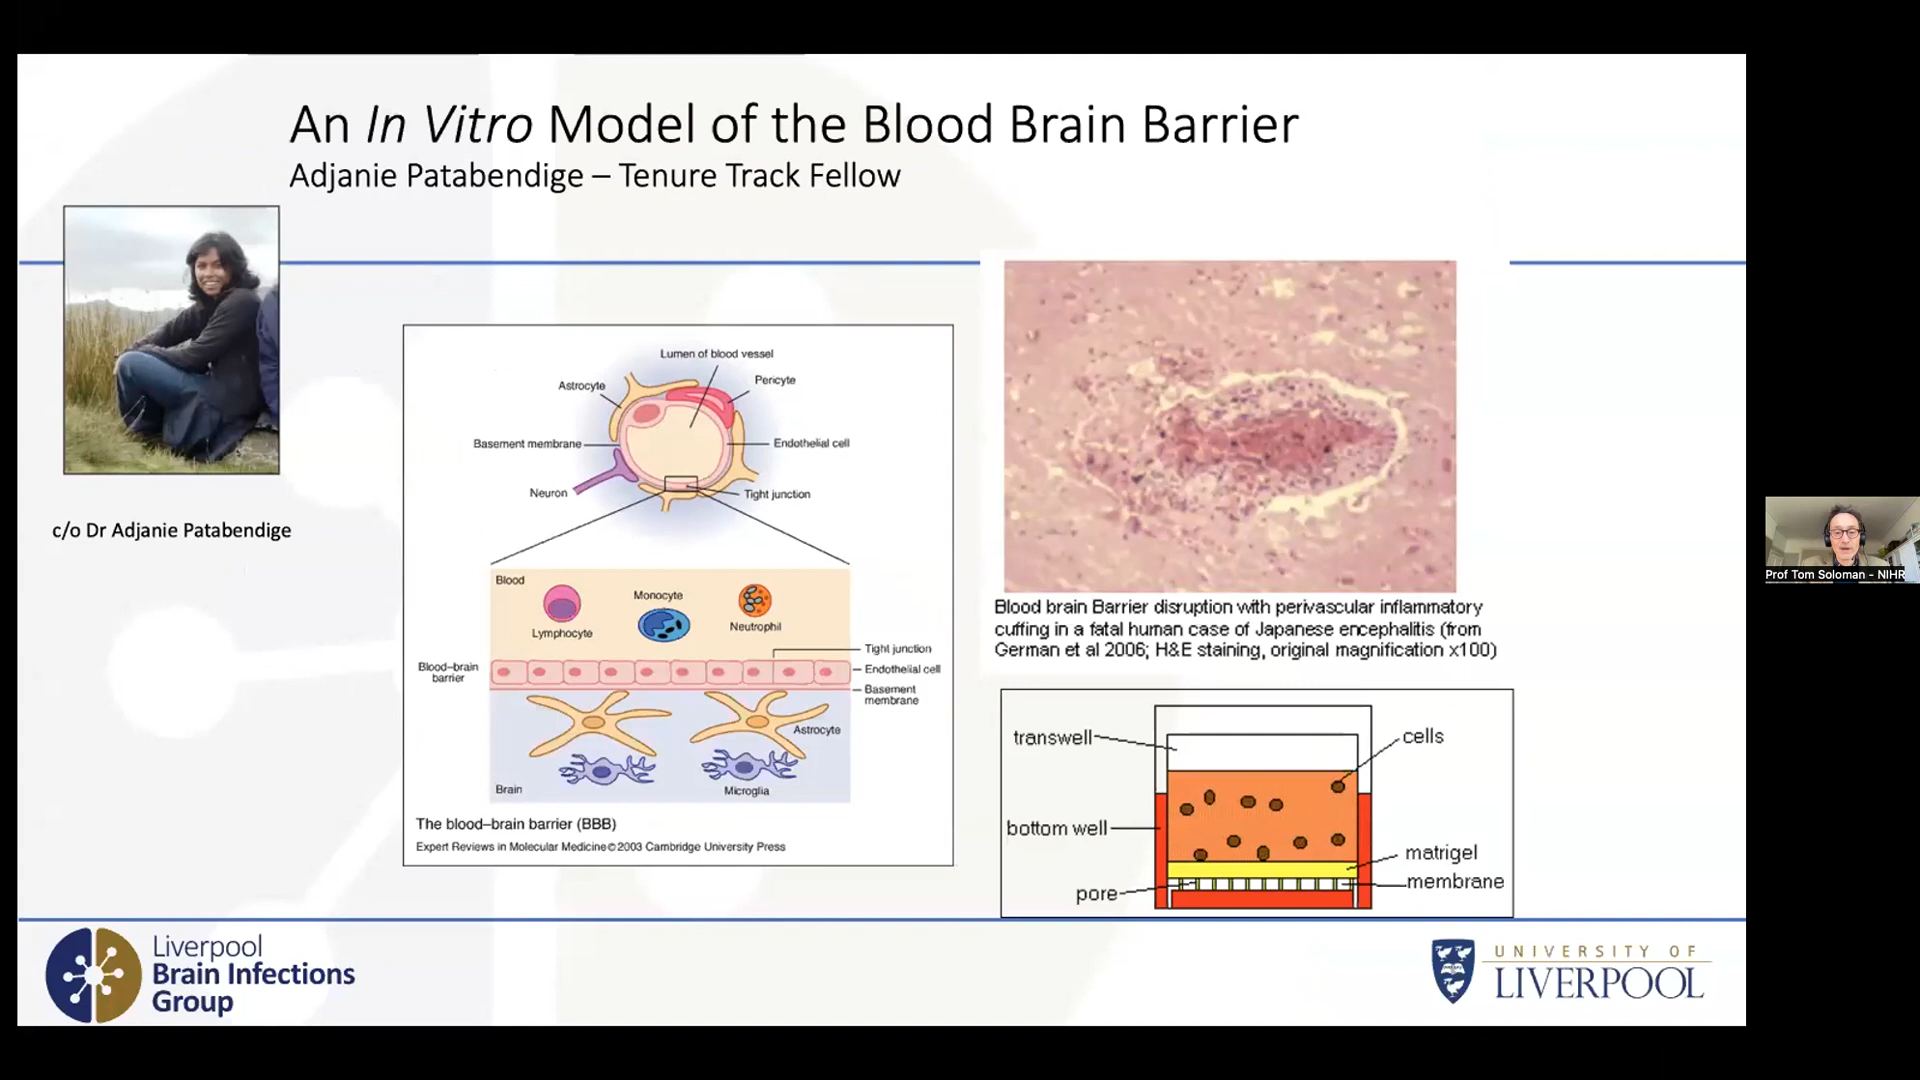 An In Vitro Model of the Blood Brain Barrier
Adjanie Patabendige – Tenure Track Fellow
c/o Dr Adjanie Patabendige
Lumen of blood vessel
Astrocyte
Pericyte
Basement membrane
Endothelial cell
Neuron
Tight junction
Blood
Lymphocyte
Monocyte
Neutrophil
Blood–brain
barrier
Tight junction
Endothelial cell
Basement
membrane
Astrocyte
Brain
Microglia
The blood–brain barrier (BBB)
Expert Reviews in Molecular Medicine © 2003 Cambridge University Press
Blood brain Barrier disruption with perivascular inflammatory
cuffing in a fatal human case of Japanese encephalitis (from
German et al 2006; H&E staining, original magnification x100)
transwell
cells
bottom well
matrigel
membrane
pore
Prof Tom Soloman - NIHR
Liverpool
Brain Infections
Group
UNIVERSITY OF
LIVERPOOL